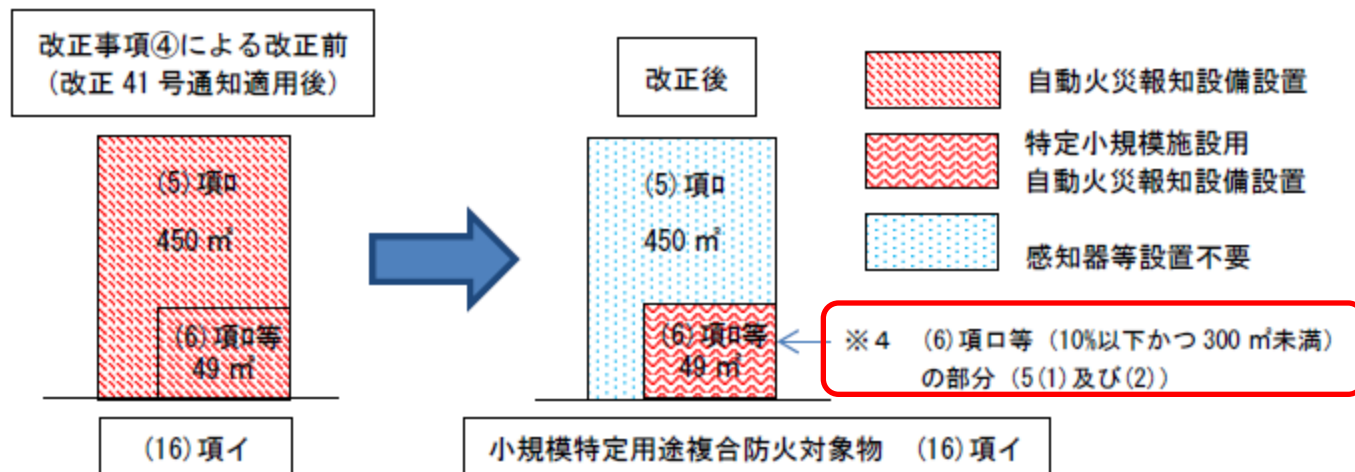 改正事項④による改正前
(改正 41 号通知適用後)
(5)項ロ
450 ㎡
(6)項ロ等
49 ㎡
(16)項イ
改正後
(5)項ロ
450 ㎡
(6)項ロ等
49 ㎡
小規模特定用途複合防火対象物 (16)項イ
自動火災報知設備設置
特定小規模施設用
自動火災報知設備設置
感知器等設置不要
※4 (6)項ロ等(10%以下かつ 300 ㎡未満)
の部分(5(1)及び(2))